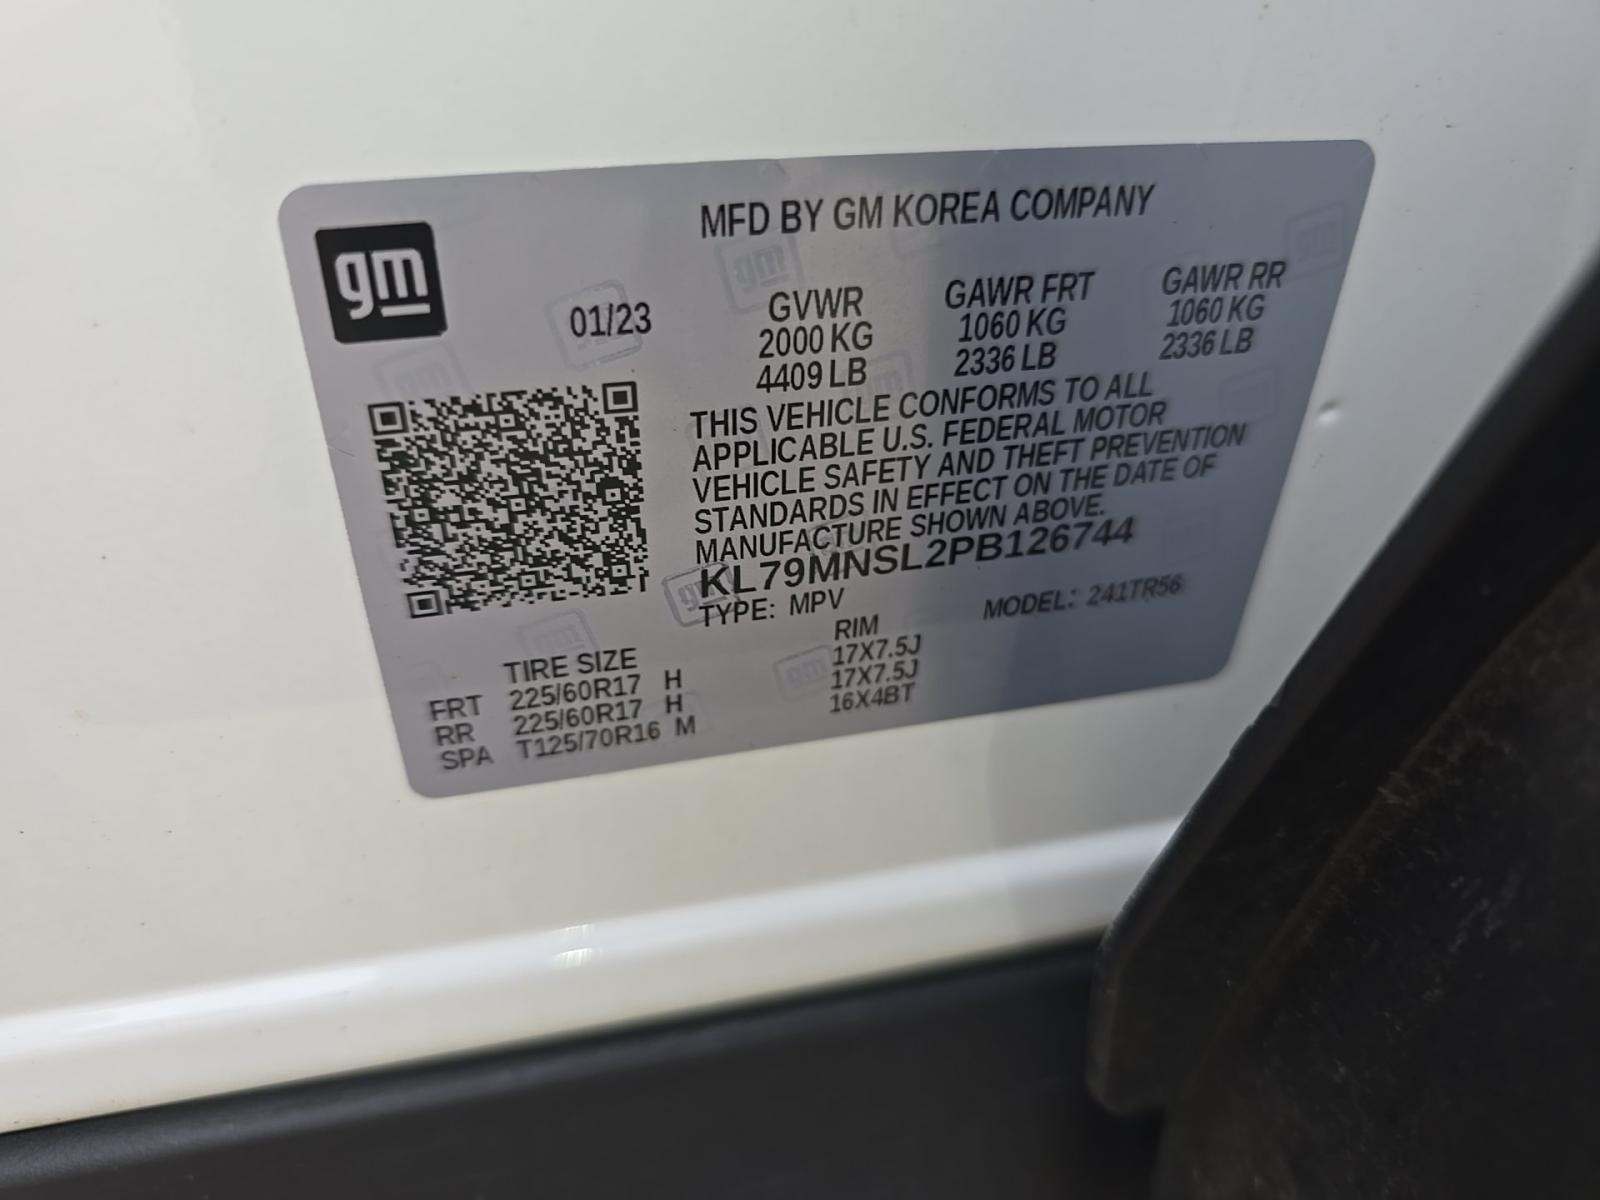 gm
MFD BY GM KOREA COMPANY
01/23
GVWR GAWR FRT GAWR RR
2000 KG 1060 KG 1060 KG
4409 LB 2336 LB 2336 LB
THIS VEHICLE CONFORMS TO ALL
APPLICABLE U.S. FEDERAL MOTOR
VEHICLE SAFETY AND THEFT PREVENTION
STANDARDS IN EFFECT ON THE DATE OF
MANUFACTURE SHOWN ABOVE.
KL79MNSL2PB126744
TYPE: MPV MODEL: 241TR56
TIRE SIZE RIM
FRT 225/60R17 H 17X7.5J
RR 225/60R17 H 17X7.5J
SPA T125/70R16 M 16X4BT